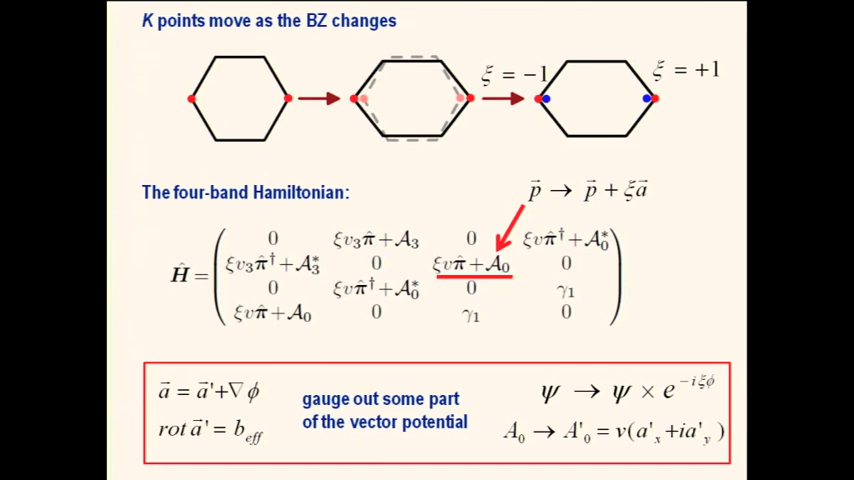 K points move as the BZ changes
ξ = −1
ξ = +1
The four-band Hamiltonian:
p⃗ → p⃗ + ξa⃗
0 ξv₃π̂ + 𝒜₃ 0 ξvπ̂† + 𝒜₀*
ξv₃π̂† + 𝒜₃* 0 ξvπ̂ + 𝒜₀ 0
Ĥ =
0 ξvπ̂† + 𝒜₀* 0 γ₁
ξvπ̂ + 𝒜₀ 0 γ₁ 0
a⃗ = a⃗' + ∇ϕ
gauge out some part
ψ → ψ × e^{−iξϕ}
rot a⃗' = b_eff
of the vector potential
A₀ → A'₀ = v(a'ₓ + ia'_y)